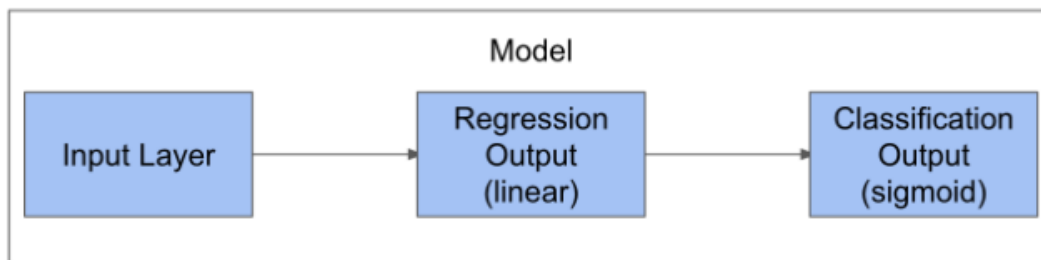 Model
Input Layer
Regression
Output
(linear)
Classification
Output
(sigmoid)